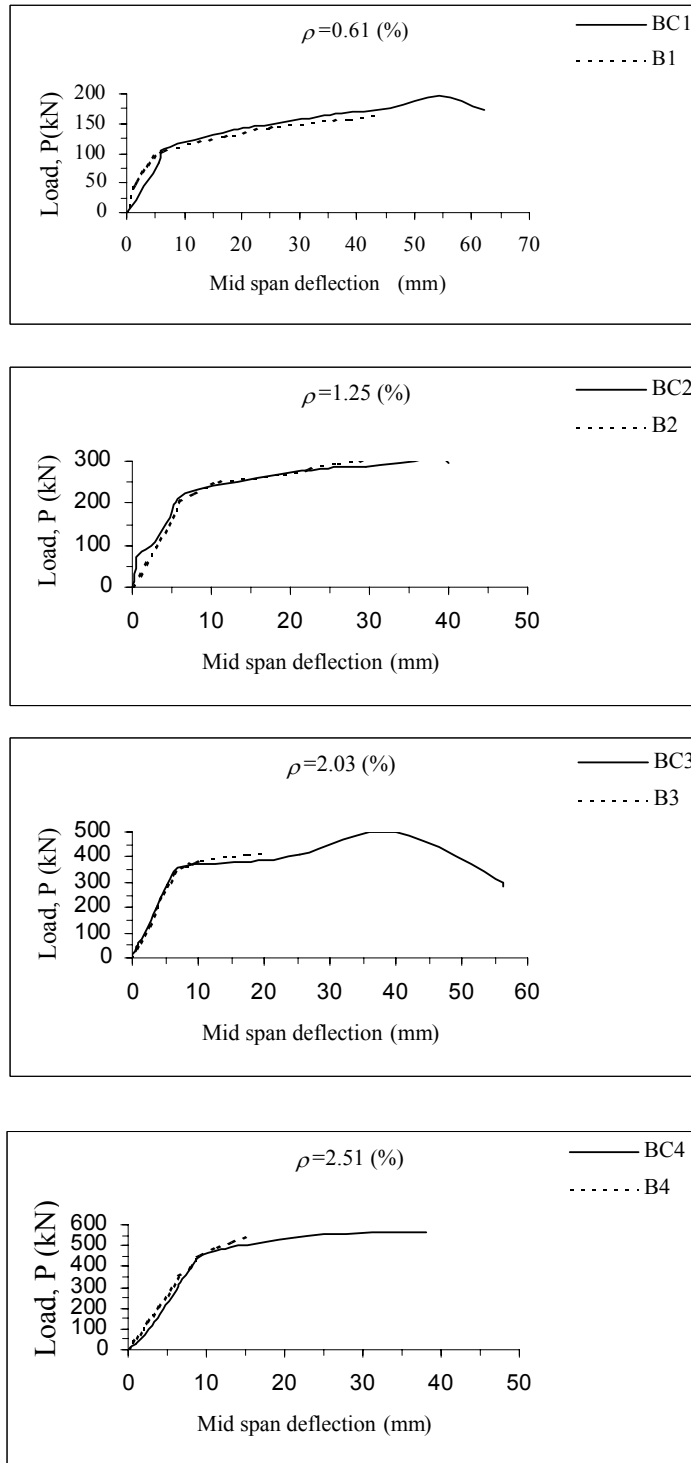 ρ=0.61 (%)
BC1
B1
Load, P(kN)
200
150
100
50
0
0 10 20 30 40 50 60 70
Mid span deflection (mm)
ρ=1.25 (%)
BC2
B2
Load, P (kN)
300
200
100
0
0 10 20 30 40 50
Mid span deflection (mm)
ρ=2.03 (%)
BC3
B3
Load, P (kN)
500
400
300
200
100
0
0 10 20 30 40 50 60
Mid span deflection (mm)
ρ=2.51 (%)
BC4
B4
Load, P (kN)
600
500
400
300
200
100
0
0 10 20 30 40 50
Mid span deflection (mm)